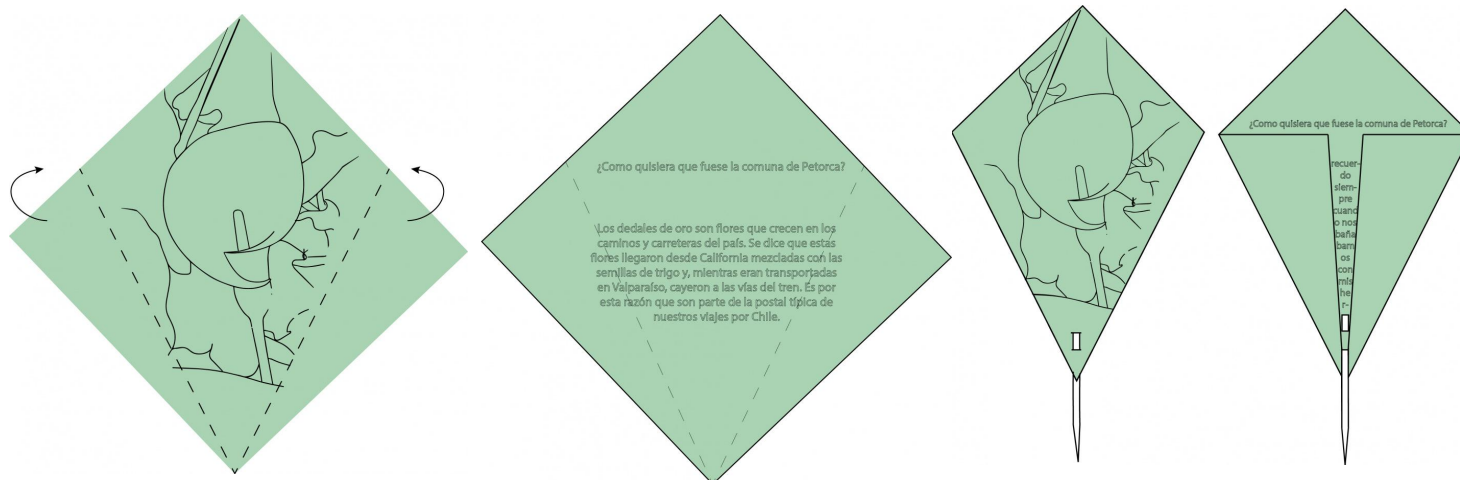 ¿Como quisiera que fuese la comuna de Petorca?
Los dedales de oro son flores que crecen en los
caminos y carreteras del país. Se dice que estas
flores llegaron desde California mezcladas con las
semillas de trigo y, mientras eran transportadas
en Valparaíso, cayeron a las vías del tren. Es por
esta razón que son parte de la postal típica de
nuestros viajes por Chile.
¿Como quisiera que fuese la comuna de Petorca?
recuer-
do
siem-
pre
cuand
o nos
baña
bam
os
con
mis
he
r-